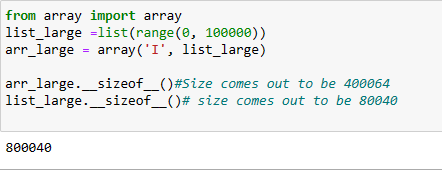 from array import array
list_large =list(range(0, 100000))
arr_large = array('I', list_large)
arr_large.__sizeof__()#Size comes out to be 400064
list_large.__sizeof__()# size comes out to be 80040
800040